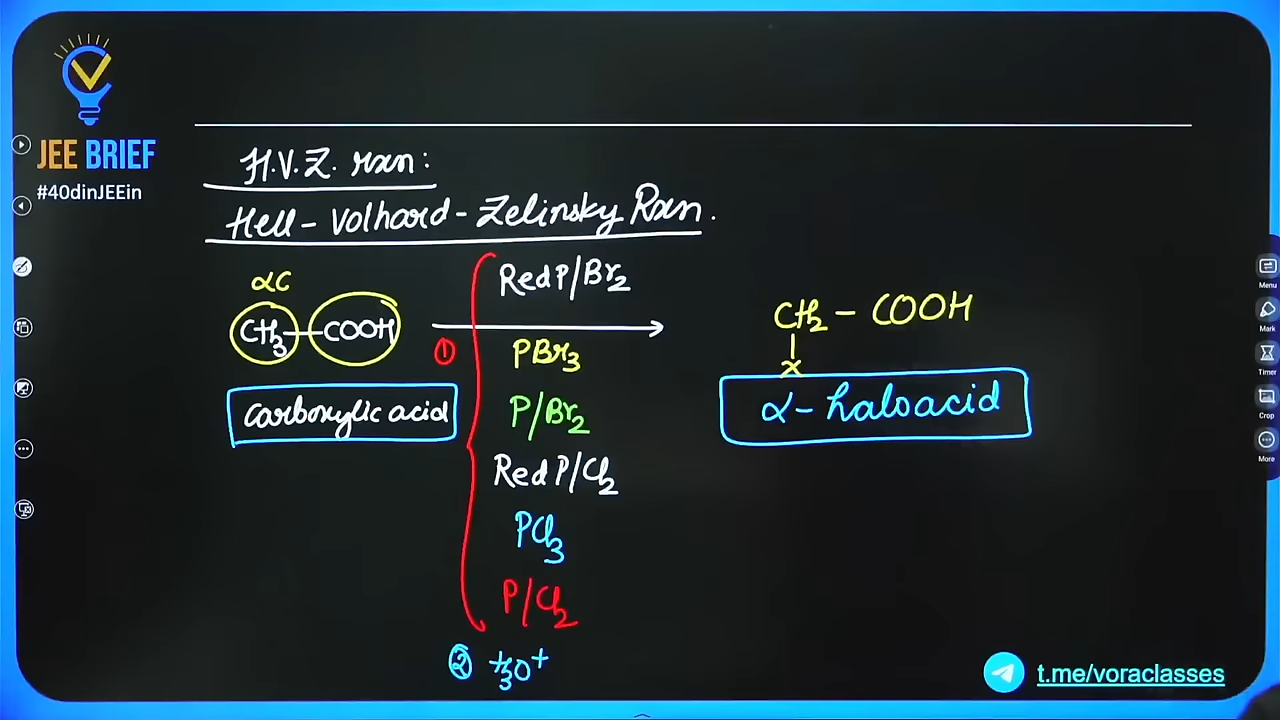 JEE BRIEF
#40dinJEEin
H.V.Z. rxn:
Hell-Volhard-Zelinsky Rxn.
αC
CH3-COOH
carboxylic acid
①
Red P/Br2
PBr3
P/Br2
Red P/Cl2
PCl3
P/Cl2
② H3O+
CH2-COOH
|
X
α-haloacid
Menu
Mark
Timer
Crop
More
t.me/voraclasses